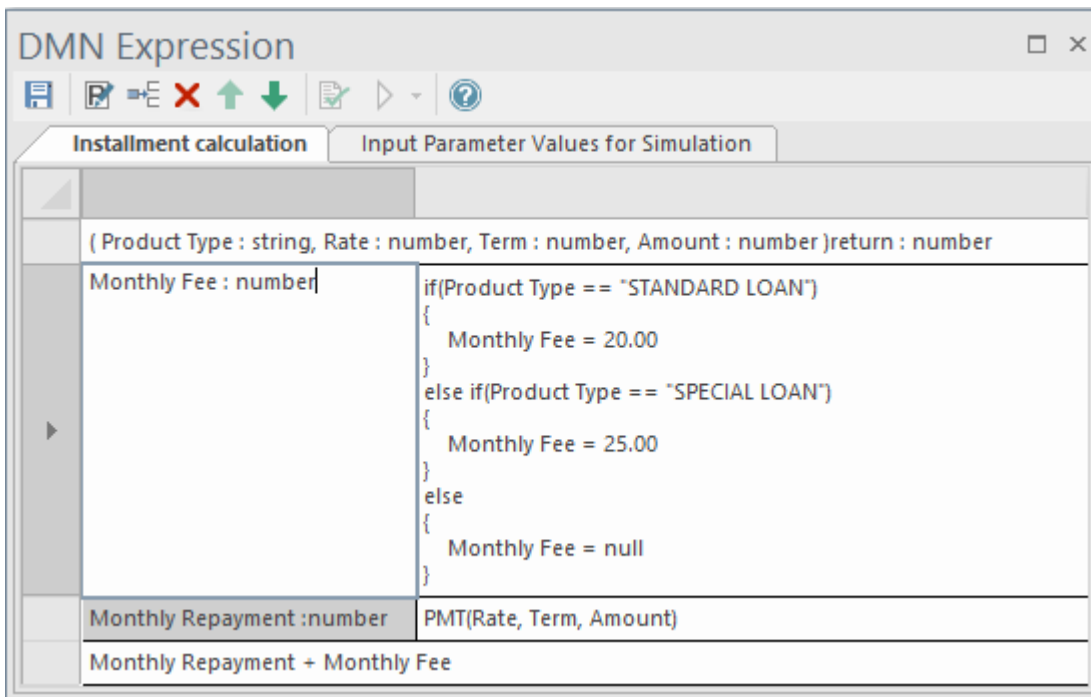 DMN Expression
Installment calculation
Input Parameter Values for Simulation
( Product Type : string, Rate : number, Term : number, Amount : number )return : number
Monthly Fee : number
if(Product Type == "STANDARD LOAN")
{
Monthly Fee = 20.00
}
else if(Product Type == "SPECIAL LOAN")
{
Monthly Fee = 25.00
}
else
{
Monthly Fee = null
}
Monthly Repayment :number
PMT(Rate, Term, Amount)
Monthly Repayment + Monthly Fee